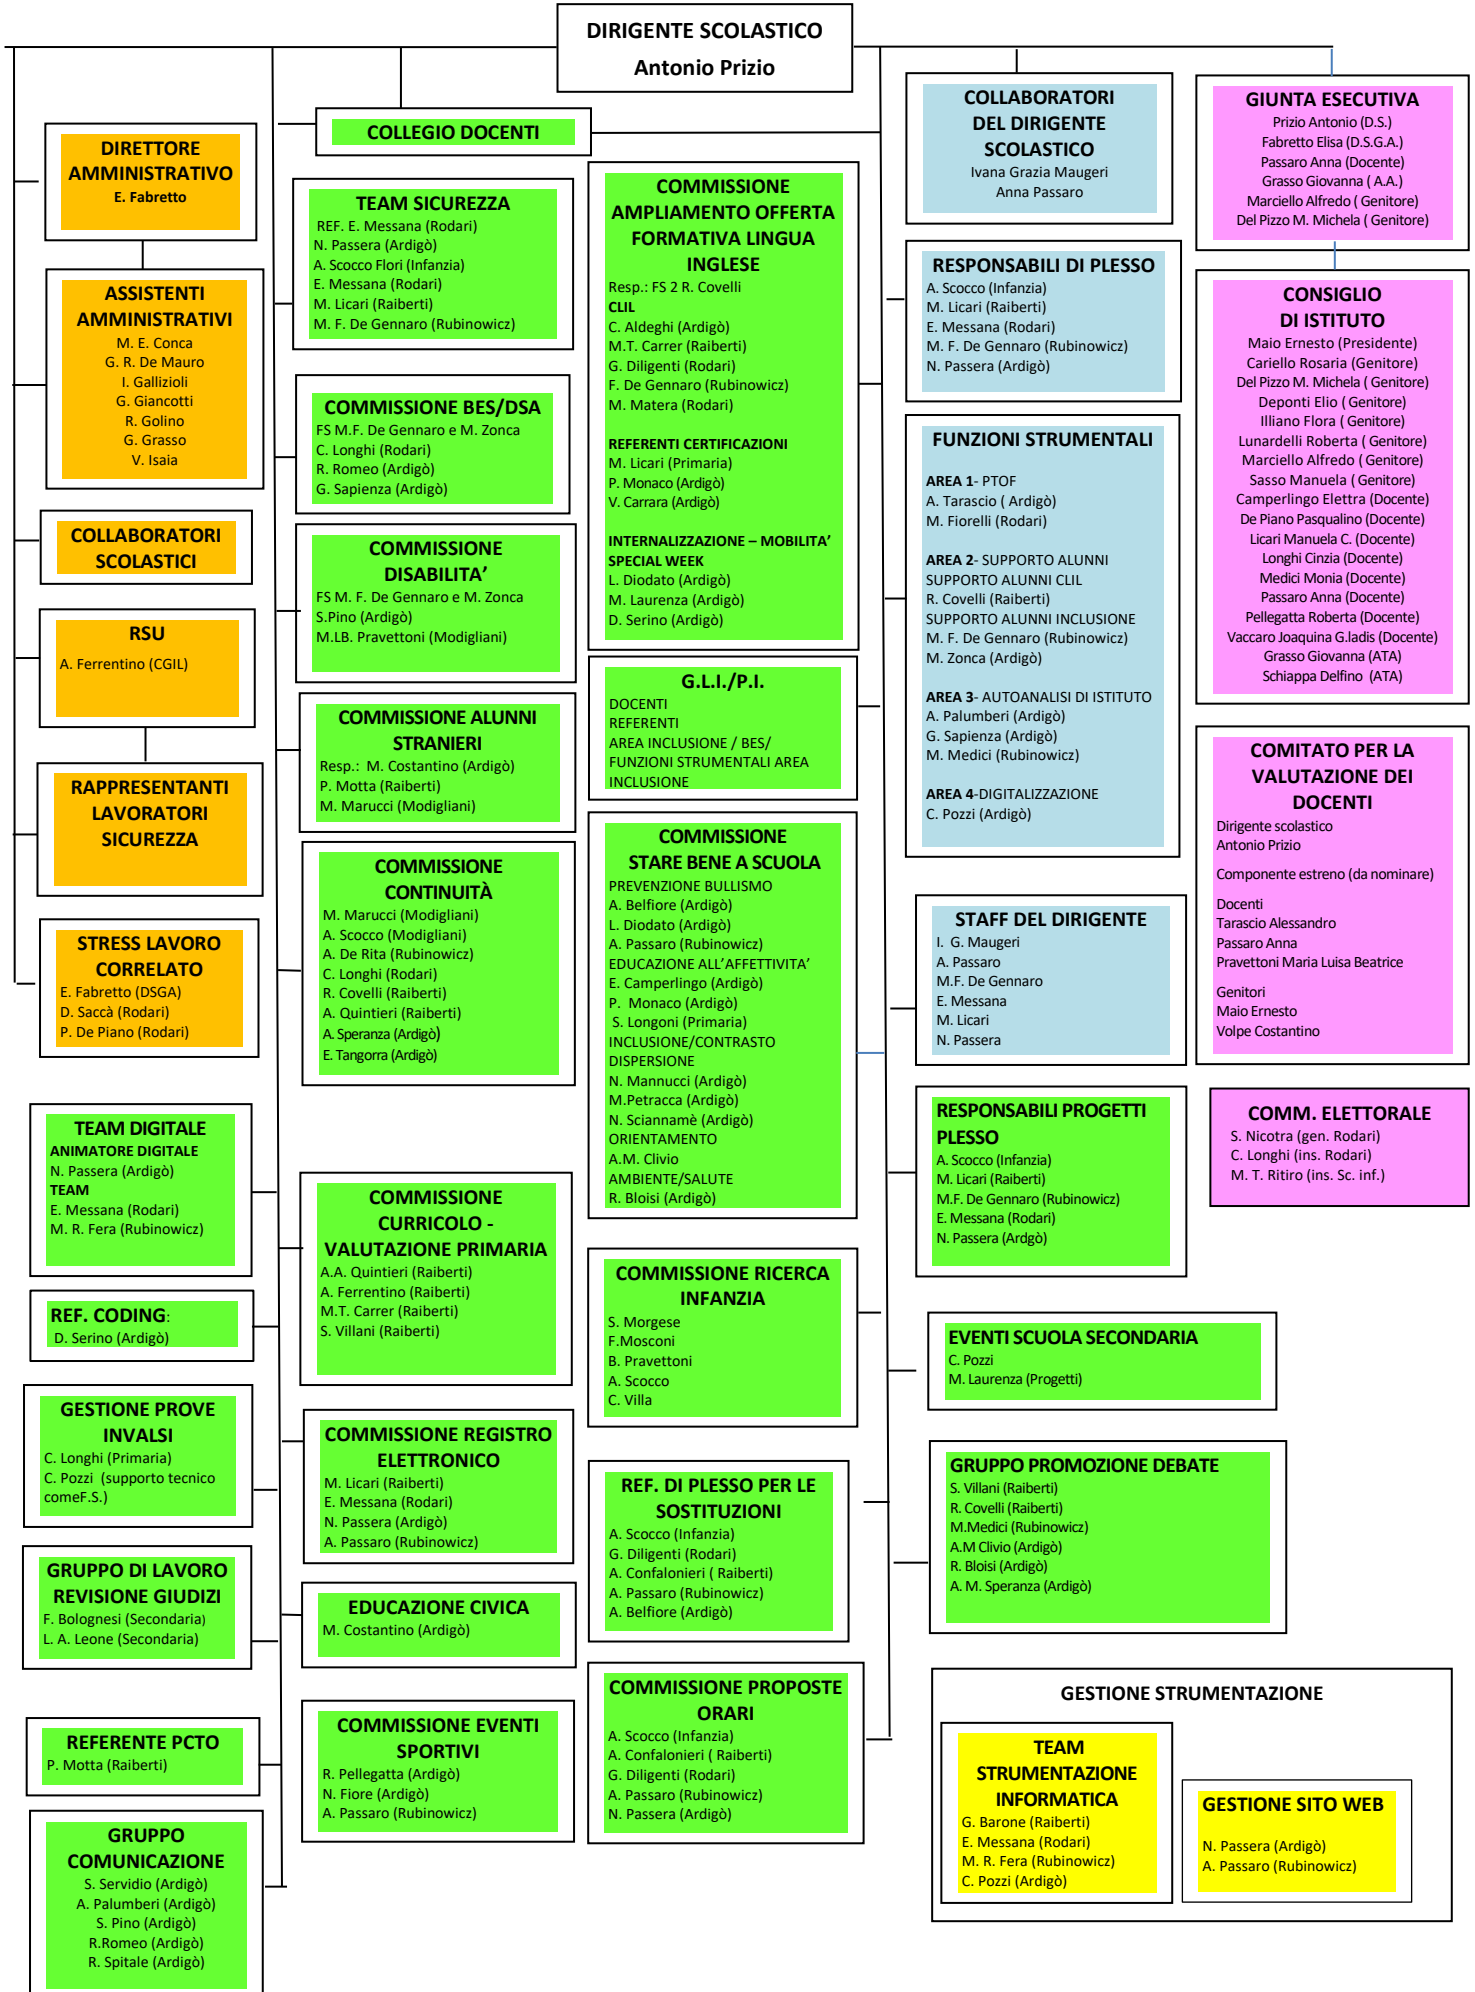 DIRIGENTE SCOLASTICO
Antonio Prizio
COLLEGIO DOCENTI
DIRETTORE
AMMINISTRATIVO
E. Fabretto
ASSISTENTI
AMMINISTRATIVI
M. E. Conca
G. R. De Mauro
I. Gallizioli
G. Giancotti
R. Golino
G. Grasso
V. Isaia
COLLABORATORI
SCOLASTICI
RSU
A. Ferrentino (CGIL)
RAPPRESENTANTI
LAVORATORI
SICUREZZA
STRESS LAVORO
CORRELATO
E. Fabretto (DSGA)
D. Saccà (Rodari)
P. De Piano (Rodari)
TEAM DIGITALE
ANIMATORE DIGITALE
N. Passera (Ardigò)
TEAM
E. Messana (Rodari)
M. R. Fera (Rubinowicz)
REF. CODING:
D. Serino (Ardigò)
GESTIONE PROVE
INVALSI
C. Longhi (Primaria)
C. Pozzi (supporto tecnico
comeF.S.)
GRUPPO DI LAVORO
REVISIONE GIUDIZI
F. Bolognesi (Secondaria)
L. A. Leone (Secondaria)
REFERENTE PCTO
P. Motta (Raiberti)
GRUPPO
COMUNICAZIONE
S. Servidio (Ardigò)
A. Palumberi (Ardigò)
S. Pino (Ardigò)
R.Romeo (Ardigò)
R. Spitale (Ardigò)
TEAM SICUREZZA
REF. E. Messana (Rodari)
N. Passera (Ardigò)
A. Scocco Flori (Infanzia)
E. Messana (Rodari)
M. Licari (Raiberti)
M. F. De Gennaro (Rubinowicz)
COMMISSIONE BES/DSA
FS M.F. De Gennaro e M. Zonca
C. Longhi (Rodari)
R. Romeo (Ardigò)
G. Sapienza (Ardigò)
COMMISSIONE
DISABILITA’
FS M. F. De Gennaro e M. Zonca
S.Pino (Ardigò)
M.LB. Pravettoni (Modigliani)
COMMISSIONE ALUNNI
STRANIERI
Resp.: M. Costantino (Ardigò)
P. Motta (Raiberti)
M. Marucci (Modigliani)
COMMISSIONE
CONTINUITÀ
M. Marucci (Modigliani)
A. Scocco (Modigliani)
A. De Rita (Rubinowicz)
C. Longhi (Rodari)
R. Covelli (Raiberti)
A. Quintieri (Raiberti)
A. Speranza (Ardigò)
E. Tangorra (Ardigò)
COMMISSIONE
CURRICOLO -
VALUTAZIONE PRIMARIA
A.A. Quintieri (Raiberti)
A. Ferrentino (Raiberti)
M.T. Carrer (Raiberti)
S. Villani (Raiberti)
COMMISSIONE REGISTRO
ELETTRONICO
M. Licari (Raiberti)
E. Messana (Rodari)
N. Passera (Ardigò)
A. Passaro (Rubinowicz)
EDUCAZIONE CIVICA
M. Costantino (Ardigò)
COMMISSIONE EVENTI
SPORTIVI
R. Pellegatta (Ardigò)
N. Fiore (Ardigò)
A. Passaro (Rubinowicz)
COMMISSIONE
AMPLIAMENTO OFFERTA
FORMATIVA LINGUA
INGLESE
Resp.: FS 2 R. Covelli
CLIL
C. Aldeghi (Ardigò)
M.T. Carrer (Raiberti)
G. Diligenti (Rodari)
F. De Gennaro (Rubinowicz)
M. Matera (Rodari)
REFERENTI CERTIFICAZIONI
M. Licari (Primaria)
P. Monaco (Ardigò)
V. Carrara (Ardigò)
INTERNALIZZAZIONE – MOBILITA’
SPECIAL WEEK
L. Diodato (Ardigò)
M. Laurenza (Ardigò)
D. Serino (Ardigò)
G.L.I./P.I.
DOCENTI
REFERENTI
AREA INCLUSIONE / BES/
FUNZIONI STRUMENTALI AREA
INCLUSIONE
COMMISSIONE
STARE BENE A SCUOLA
PREVENZIONE BULLISMO
A. Belfiore (Ardigò)
L. Diodato (Ardigò)
A. Passaro (Rubinowicz)
EDUCAZIONE ALL’AFFETTIVITA’
E. Camperlingo (Ardigò)
P. Monaco (Ardigò)
S. Longoni (Primaria)
INCLUSIONE/CONTRASTO
DISPERSIONE
N. Mannucci (Ardigò)
M.Petracca (Ardigò)
N. Sciannamè (Ardigò)
ORIENTAMENTO
A.M. Clivio
AMBIENTE/SALUTE
R. Bloisi (Ardigò)
COMMISSIONE RICERCA
INFANZIA
S. Morgese
F.Mosconi
B. Pravettoni
A. Scocco
C. Villa
REF. DI PLESSO PER LE
SOSTITUZIONI
A. Scocco (Infanzia)
G. Diligenti (Rodari)
A. Confalonieri ( Raiberti)
A. Passaro (Rubinowicz)
A. Belfiore (Ardigò)
COMMISSIONE PROPOSTE
ORARI
A. Scocco (Infanzia)
A. Confalonieri ( Raiberti)
G. Diligenti (Rodari)
A. Passaro (Rubinowicz)
N. Passera (Ardigò)
COLLABORATORI
DEL DIRIGENTE
SCOLASTICO
Ivana Grazia Maugeri
Anna Passaro
RESPONSABILI DI PLESSO
A. Scocco (Infanzia)
M. Licari (Raiberti)
E. Messana (Rodari)
M. F. De Gennaro (Rubinowicz)
N. Passera (Ardigò)
FUNZIONI STRUMENTALI
AREA 1- PTOF
A. Tarascio ( Ardigò)
M. Fiorelli (Rodari)
AREA 2- SUPPORTO ALUNNI
SUPPORTO ALUNNI CLIL
R. Covelli (Raiberti)
SUPPORTO ALUNNI INCLUSIONE
M. F. De Gennaro (Rubinowicz)
M. Zonca (Ardigò)
AREA 3- AUTOANALISI DI ISTITUTO
A. Palumberi (Ardigò)
G. Sapienza (Ardigò)
M. Medici (Rubinowicz)
AREA 4-DIGITALIZZAZIONE
C. Pozzi (Ardigò)
STAFF DEL DIRIGENTE
I. G. Maugeri
A. Passaro
M.F. De Gennaro
E. Messana
M. Licari
N. Passera
RESPONSABILI PROGETTI
PLESSO
A. Scocco (Infanzia)
M. Licari (Raiberti)
M.F. De Gennaro (Rubinowicz)
E. Messana (Rodari)
N. Passera (Ardgò)
EVENTI SCUOLA SECONDARIA
C. Pozzi
M. Laurenza (Progetti)
GRUPPO PROMOZIONE DEBATE
S. Villani (Raiberti)
R. Covelli (Raiberti)
M.Medici (Rubinowicz)
A.M Clivio (Ardigò)
R. Bloisi (Ardigò)
A. M. Speranza (Ardigò)
GIUNTA ESECUTIVA
Prizio Antonio (D.S.)
Fabretto Elisa (D.S.G.A.)
Passaro Anna (Docente)
Grasso Giovanna ( A.A.)
Marciello Alfredo ( Genitore)
Del Pizzo M. Michela ( Genitore)
CONSIGLIO
DI ISTITUTO
Maio Ernesto (Presidente)
Cariello Rosaria (Genitore)
Del Pizzo M. Michela ( Genitore)
Deponti Elio ( Genitore)
Illiano Flora ( Genitore)
Lunardelli Roberta ( Genitore)
Marciello Alfredo ( Genitore)
Sasso Manuela ( Genitore)
Camperlingo Elettra (Docente)
De Piano Pasqualino (Docente)
Licari Manuela C. (Docente)
Longhi Cinzia (Docente)
Medici Monia (Docente)
Passaro Anna (Docente)
Pellegatta Roberta (Docente)
Vaccaro Joaquina G.ladis (Docente)
Grasso Giovanna (ATA)
Schiappa Delfino (ATA)
COMITATO PER LA
VALUTAZIONE DEI
DOCENTI
Dirigente scolastico
Antonio Prizio
Componente estreno (da nominare)
Docenti
Tarascio Alessandro
Passaro Anna
Pravettoni Maria Luisa Beatrice
Genitori
Maio Ernesto
Volpe Costantino
COMM. ELETTORALE
S. Nicotra (gen. Rodari)
C. Longhi (ins. Rodari)
M. T. Ritiro (ins. Sc. inf.)
GESTIONE STRUMENTAZIONE
TEAM
STRUMENTAZIONE
INFORMATICA
G. Barone (Raiberti)
E. Messana (Rodari)
M. R. Fera (Rubinowicz)
C. Pozzi (Ardigò)
GESTIONE SITO WEB
N. Passera (Ardigò)
A. Passaro (Rubinowicz)